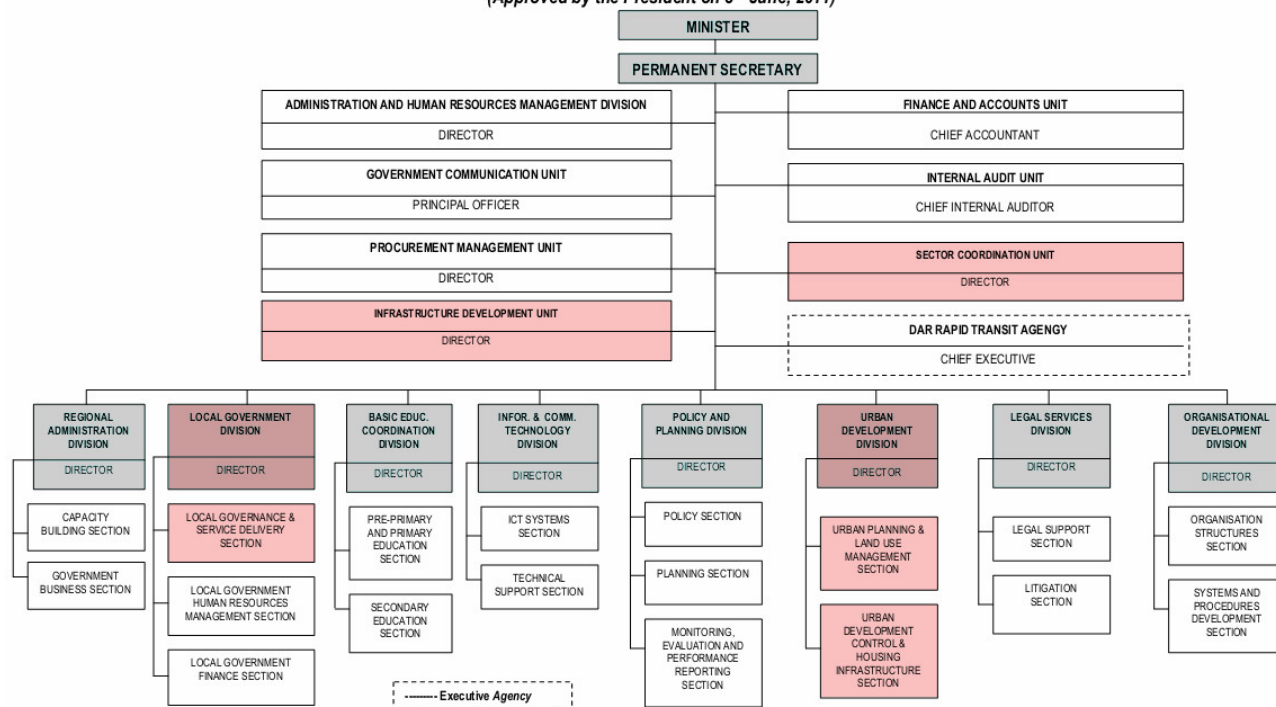 (Approved by the President on
June, 2011)
MINISTER
PERMANENT SECRETARY
ADMINISTRATION AND HUMAN RESOURCES MANAGEMENT DIVISION
DIRECTOR
FINANCE AND ACCOUNTS UNIT
CHIEF ACCOUNTANT
GOVERNMENT COMMUNICATION UNIT
PRINCIPAL OFFICER
INTERNAL AUDIT UNIT
CHIEF INTERNAL AUDITOR
PROCUREMENT MANAGEMENT UNIT
DIRECTOR
SECTOR COORDINATION UNIT
DIRECTOR
INFRASTRUCTURE DEVELOPMENT UNIT
DIRECTOR
DAR RAPID TRANSIT AGENCY
CHIEF EXECUTIVE
REGIONAL
ADMINISTRATION
DIVISION
DIRECTOR
CAPACITY
BUILDING SECTION
GOVERNMENT
BUSINESS SECTION
LOCAL GOVERNMENT
DIVISION
DIRECTOR
LOCAL GOVERNANCE &
SERVICE DELIVERY
SECTION
LOCAL GOVERNMENT
HUMAN RESOURCES
MANAGEMENT SECTION
LOCAL GOVERNMENT
FINANCE SECTION
BASIC EDUC.
COORDINATION
DIVISION
DIRECTOR
PRE-PRIMARY
AND PRIMARY
EDUCATION
SECTION
SECONDARY
EDUCATION
SECTION
INFOR. & COMM.
TECHNOLOGY
DIVISION
DIRECTOR
ICT SYSTEMS
SECTION
TECHNICAL
SUPPORT SECTION
POLICY AND
PLANNING DIVISION
DIRECTOR
POLICY SECTION
PLANNING SECTION
MONITORING,
EVALUATION AND
PERFORMANCE
REPORTING
SECTION
URBAN
DEVELOPMENT
DIVISION
DIRECTOR
URBAN PLANNING &
LAND USE
MANAGEMENT
SECTION
URBAN
DEVELOPMENT
CONTROL &
HOUSING
INFRASTRUCTURE
SECTION
LEGAL SERVICES
DIVISION
DIRECTOR
LEGAL SUPPORT
SECTION
LITIGATION
SECTION
ORGANISATIONAL
DEVELOPMENT
DIVISION
DIRECTOR
ORGANISATION
STRUCTURES
SECTION
SYSTEMS AND
PROCEDURES
DEVELOPMENT
SECTION
--------- Executive Agency